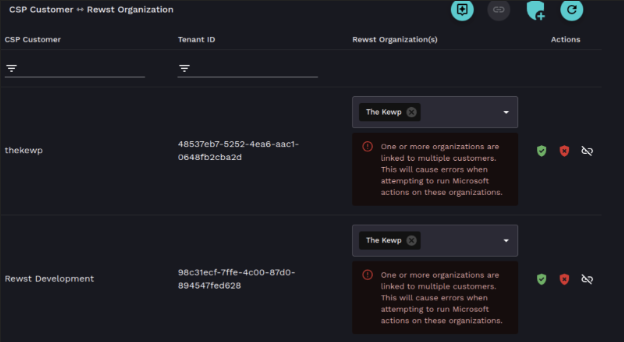 CSP Customer ↔ Rewst Organization
CSP Customer Tenant ID Rewst Organization(s) Actions
thekewp
48537eb7-5252-4ea6-aac1-
0648fb2cba2d
The Kewp
One or more organizations are
linked to multiple customers.
This will cause errors when
attempting to run Microsoft
actions on these organizations.
Rewst Development
98c31ecf-7ffe-4c00-87d0-
894547fed628
The Kewp
One or more organizations are
linked to multiple customers.
This will cause errors when
attempting to run Microsoft
actions on these organizations.